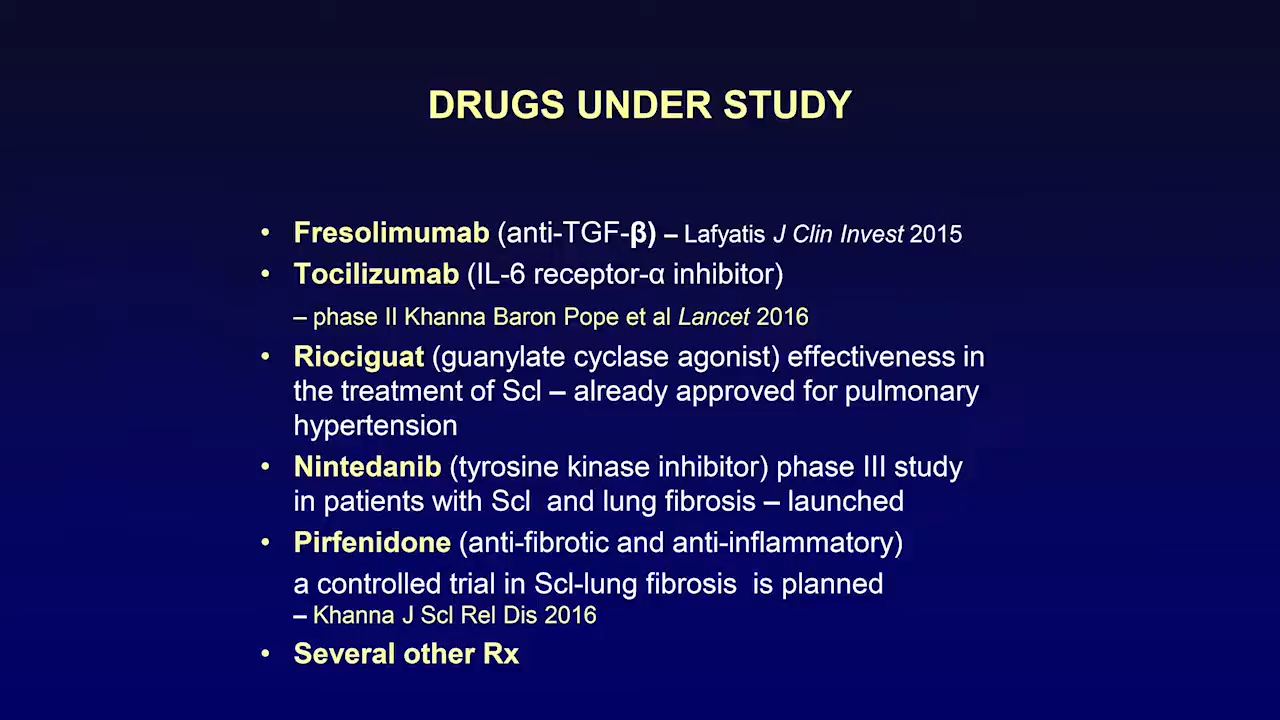 DRUGS UNDER STUDY
• Fresolimumab (anti-TGF-β) – Lafyatis J Clin Invest 2015
• Tocilizumab (IL-6 receptor-α inhibitor)
– phase II Khanna Baron Pope et al Lancet 2016
• Riociguat (guanylate cyclase agonist) effectiveness in
the treatment of Scl – already approved for pulmonary
hypertension
• Nintedanib (tyrosine kinase inhibitor) phase III study
in patients with Scl and lung fibrosis – launched
• Pirfenidone (anti-fibrotic and anti-inflammatory)
a controlled trial in Scl-lung fibrosis is planned
– Khanna J Scl Rel Dis 2016
• Several other Rx